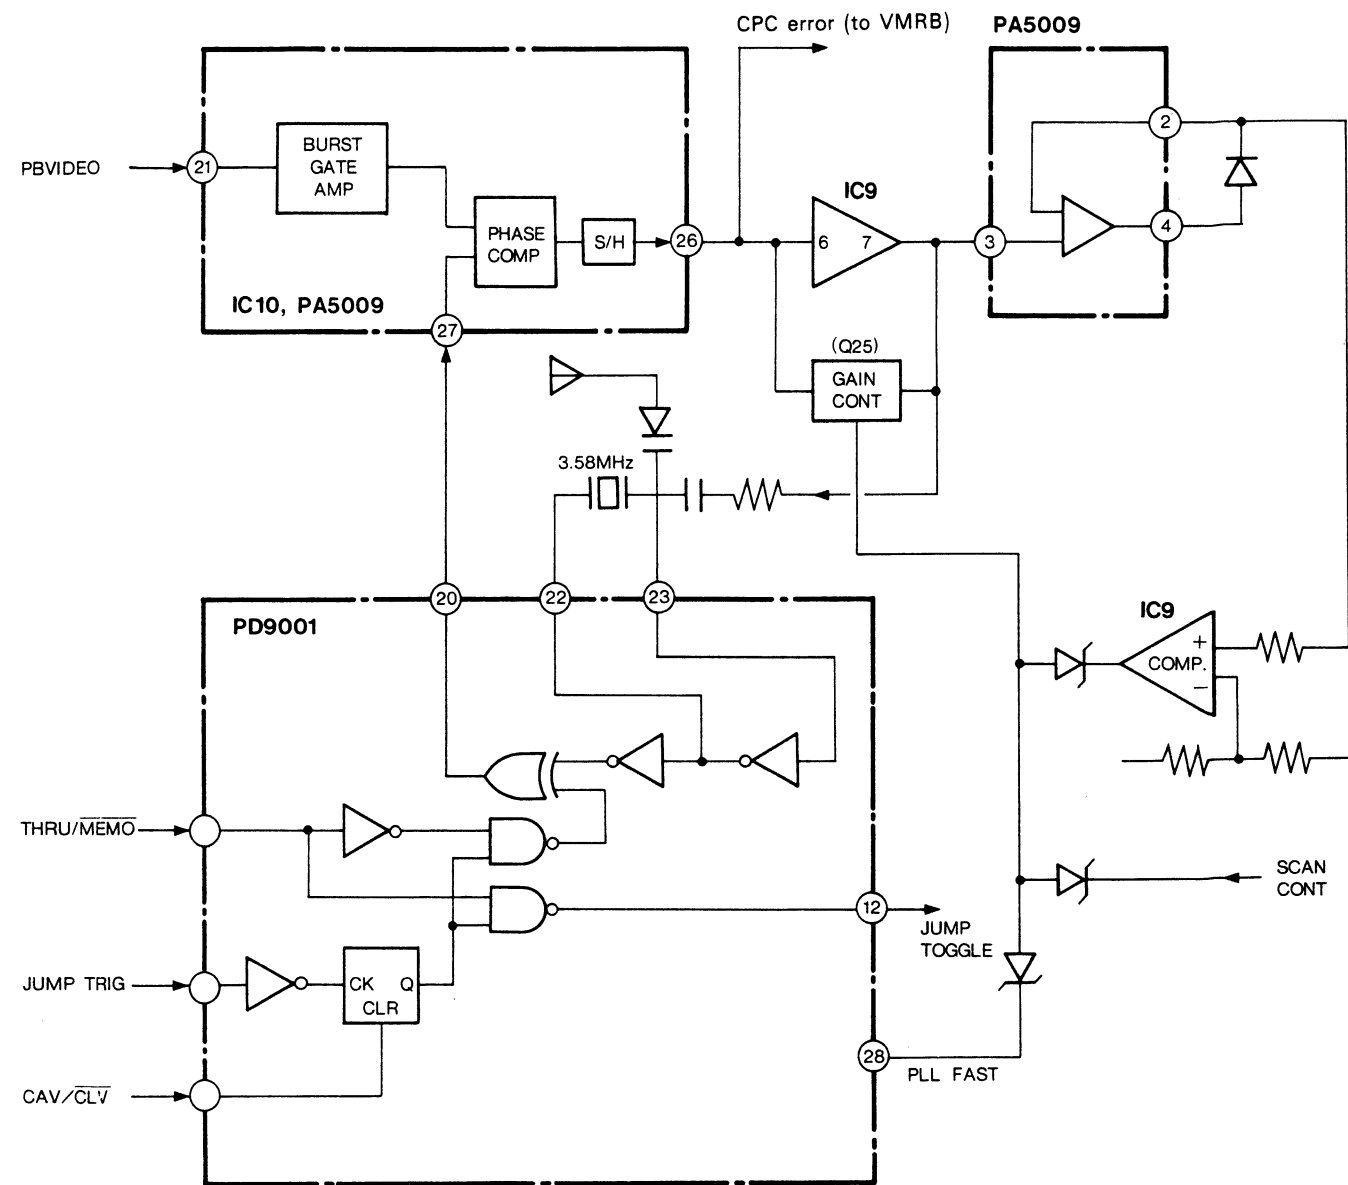 CPC error (to VMRB)
PA5009
BURST
GATE
AMP
PBVIDEO
21
2
IC9
PHASE
COMP
S/H
26
6 7
3
4
IC10, PA5009
27
(Q25)
GAIN
CONT
3.58MHz
20
22
23
PD9001
IC9
+
COMP.
−
THRU/MEMO
SCAN
CONT
12
JUMP
TOGGLE
JUMP TRIG
CK Q
CLR
28
PLL FAST
CAV/CLV